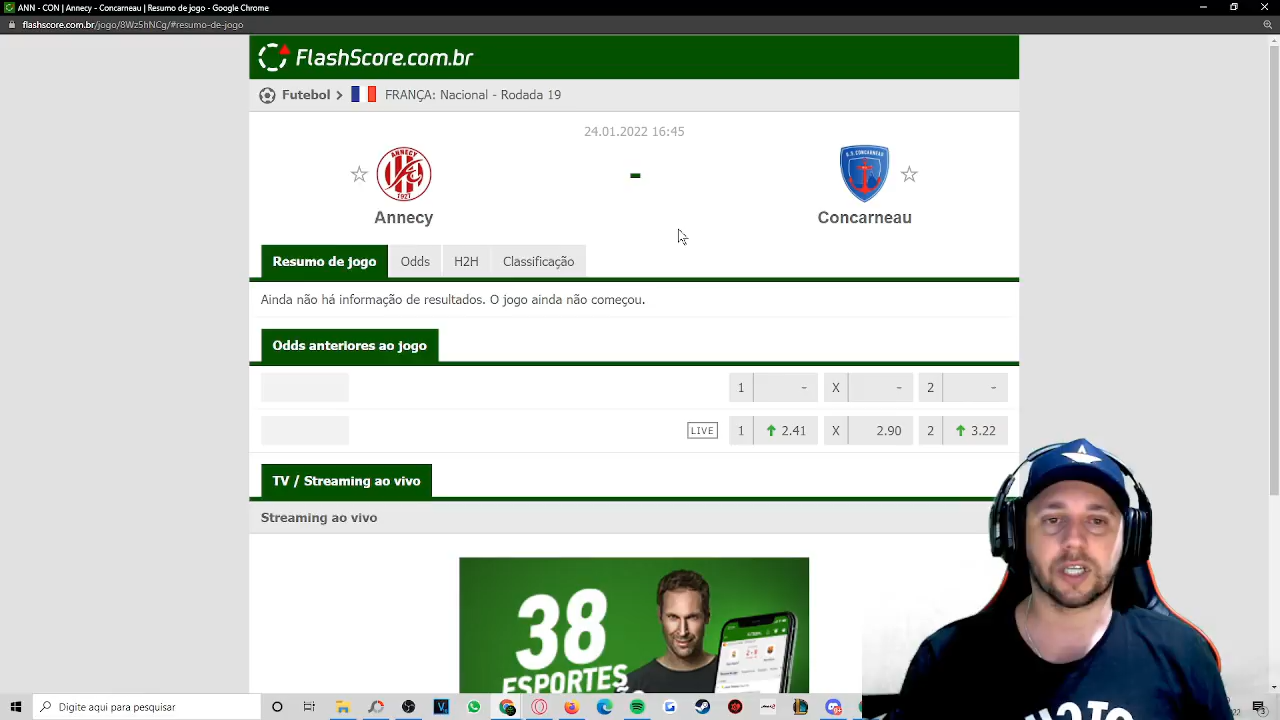 ANN - CON | Annecy - Concarneau | Resumo de jogo - Google Chrome
flashscore.com.br/jogo/8Wz5hNCg/#resumo-de-jogo
FlashScore.com.br
Futebol > FRANÇA: Nacional - Rodada 19
24.01.2022 16:45
ANNECY
1927
U.S. CONCARNEAU
-
Annecy
Concarneau
Resumo de jogo Odds H2H Classificação
Ainda não há informação de resultados. O jogo ainda não começou.
Odds anteriores ao jogo
1 - X - 2 -
LIVE 1 2.41 X 2.90 2 3.22
TV / Streaming ao vivo
Streaming ao vivo
38
ESPORTES
Digite aqui para pesquisar